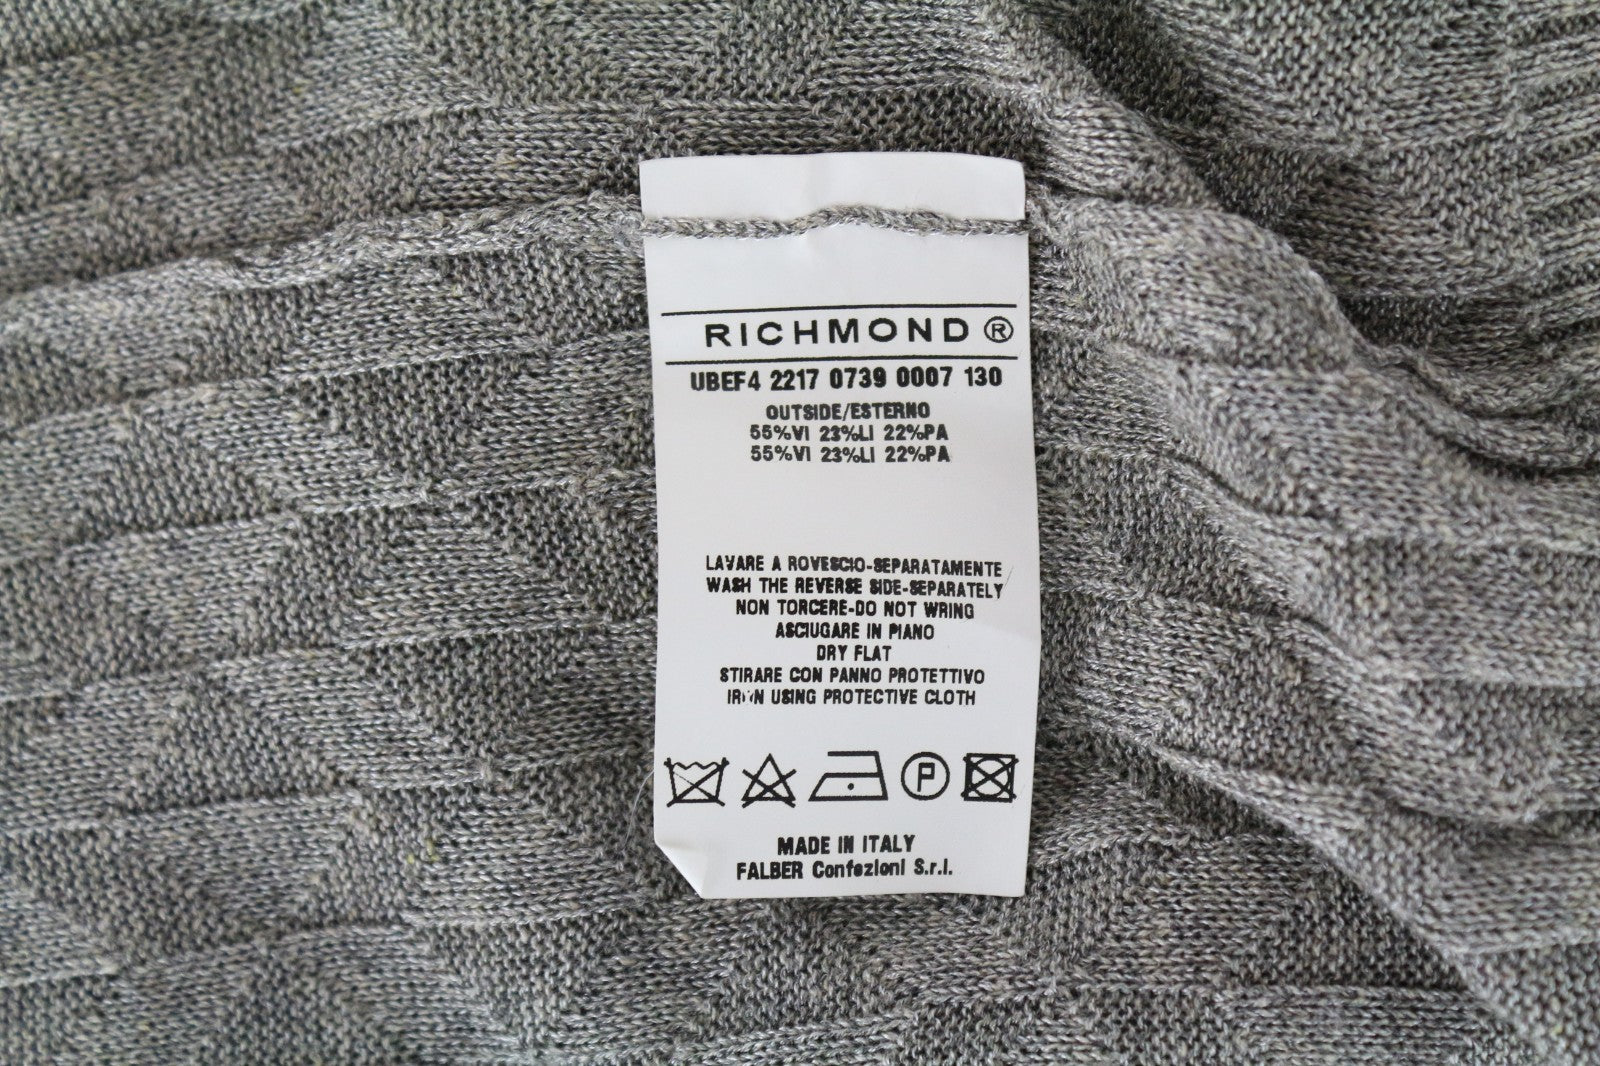 RICHMOND ®
UBEF4 2217 0739 0007 130
OUTSIDE/ESTERNO
55%VI 23%LI 22%PA
55%VI 23%LI 22%PA
LAVARE A ROVESCIO-SEPARATAMENTE
WASH THE REVERSE SIDE-SEPARATELY
NON TORCERE-DO NOT WRING
ASCIUGARE IN PIANO
DRY FLAT
STIRARE CON PANNO PROTETTIVO
IRON USING PROTECTIVE CLOTH
P
MADE IN ITALY
FALBER Confezioni S.r.l.